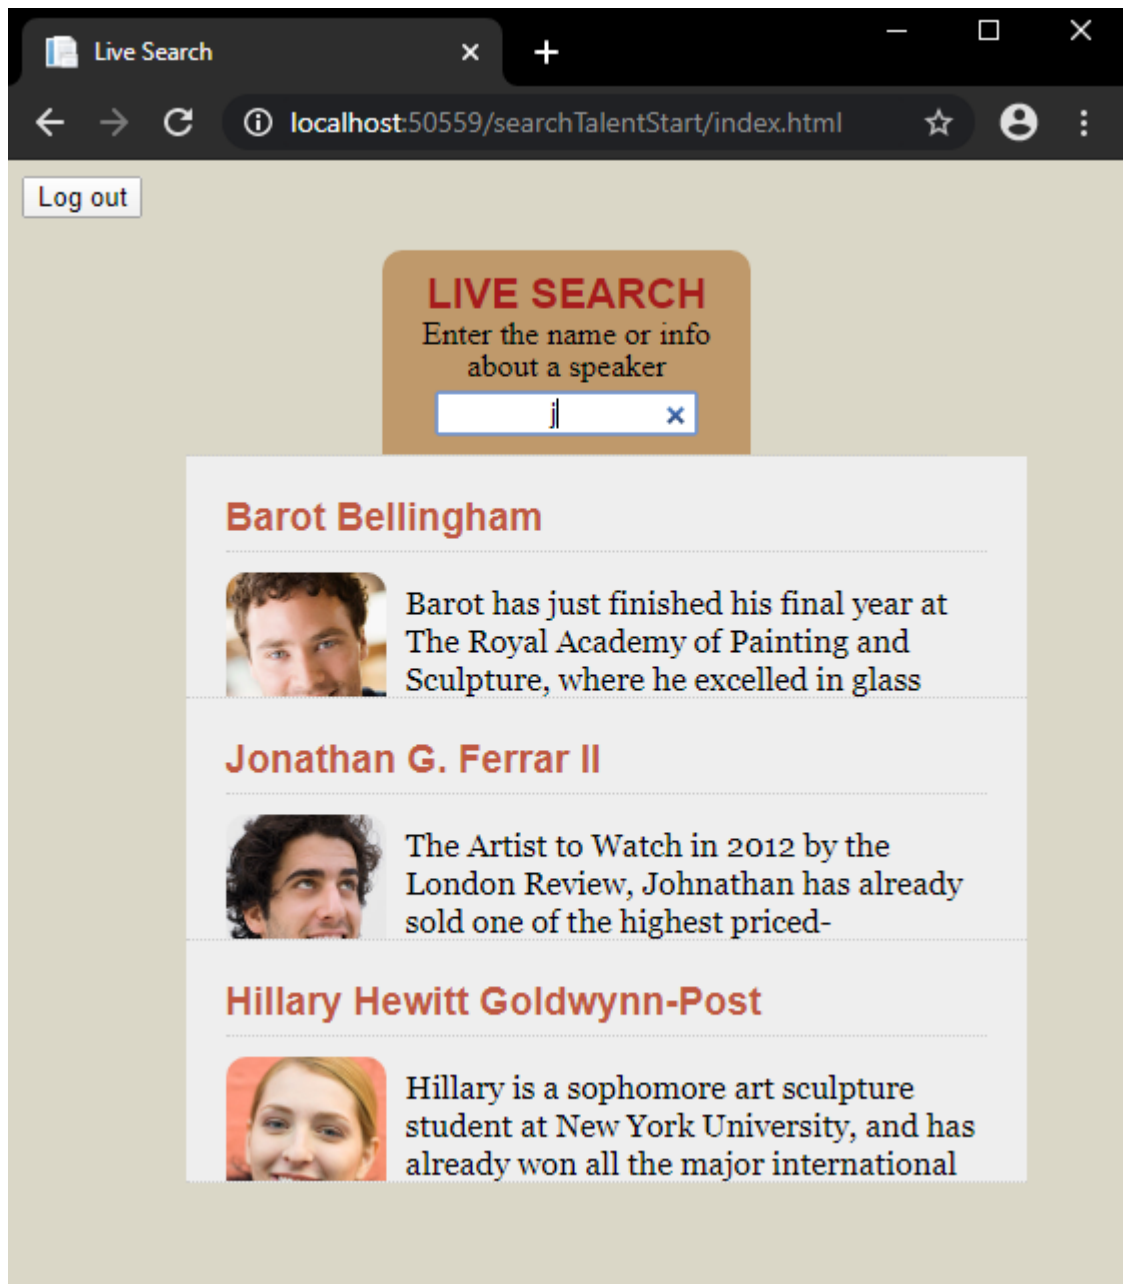 Live Search
localhost:50559/searchTalentStart/index.html
Log out
LIVE SEARCH
Enter the name or info
about a speaker
j
Barot Bellingham
Barot has just finished his final year at
The Royal Academy of Painting and
Sculpture, where he excelled in glass
Jonathan G. Ferrar II
The Artist to Watch in 2012 by the
London Review, Johnathan has already
sold one of the highest priced-
Hillary Hewitt Goldwynn-Post
Hillary is a sophomore art sculpture
student at New York University, and has
already won all the major international